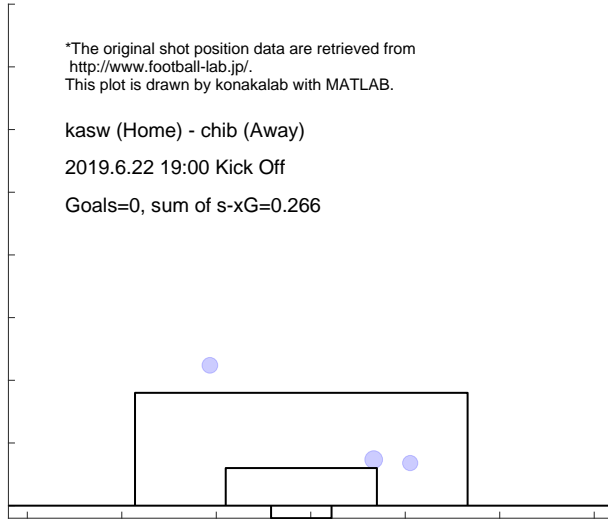 *The original shot position data are retrieved from
http://www.football-lab.jp/.
This plot is drawn by konakalab with MATLAB.
kasw (Home) - chib (Away)
2019.6.22 19:00 Kick Off
Goals=0, sum of s-xG=0.266